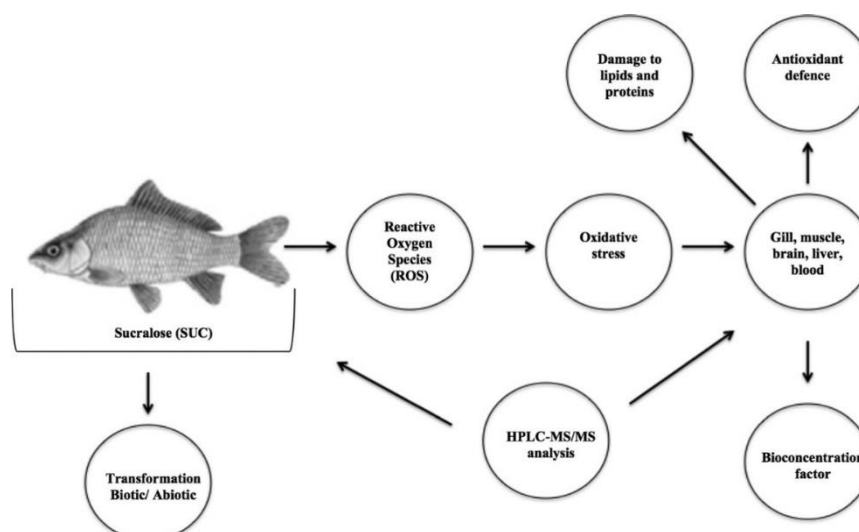 Damage to
lipids and
proteins
Antioxidant
defence
Reactive
Oxygen
Species
(ROS)
Oxidative
stress
Gill, muscle,
brain, liver,
blood
Sucralose (SUC)
HPLC-MS/MS
analysis
Transformation
Biotic/ Abiotic
Bioconcentration
factor